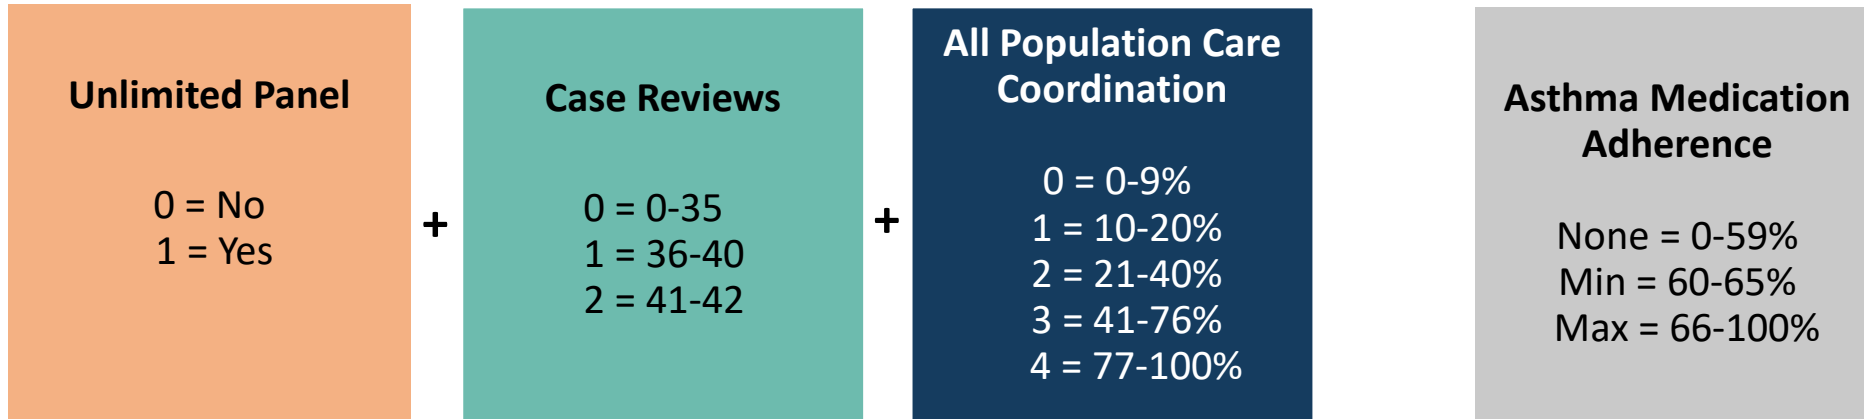 Unlimited Panel
0 = No
1 = Yes
+
Case Reviews
0 = 0-35
1 = 36-40
2 = 41-42
+
All Population Care
Coordination
0 = 0-9%
1 = 10-20%
2 = 21-40%
3 = 41-76%
4 = 77-100%
Asthma Medication
Adherence
None = 0-59%
Min = 60-65%
Max = 66-100%